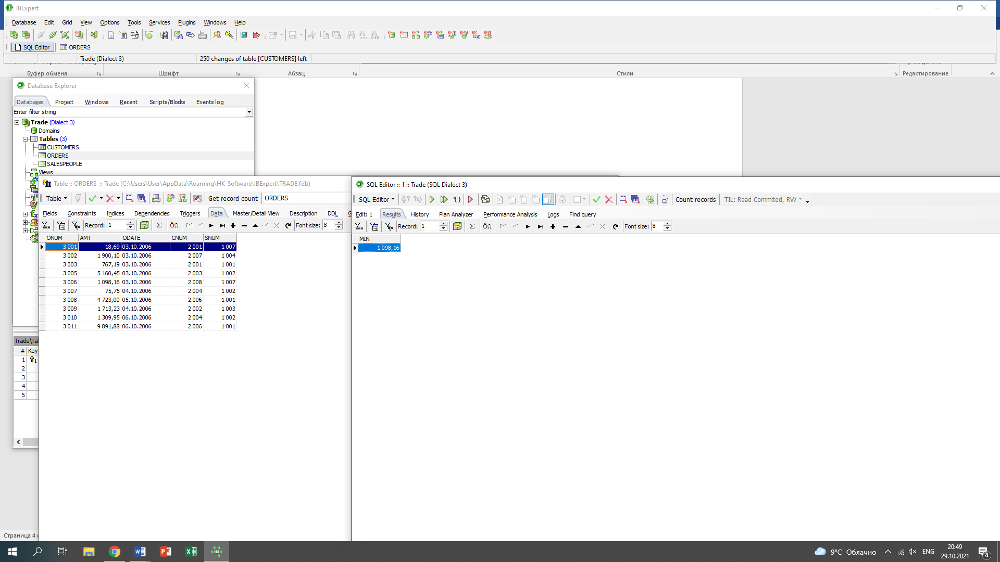 IBExpert
Database Edit Grid View Options Tools Services Plugins Windows Help
SQL Editor ORDERS
Trade (Dialect 3) 250 changes of table [CUSTOMERS] left
Буфер обмена Шрифт Абзац Стили Редактирование
Database Explorer
Databases Project Windows Recent Scripts/Blocks Events log
Enter filter string
Trade (Dialect 3)
Domains
Tables (3)
CUSTOMERS
ORDERS
SALESPEOPLE
Views
Table :: ORDERS :: Trade (C:\Users\User\AppData\Roaming\HK-Software\IBExpert\TRADE.fdb)
Table Get record count ORDERS
Fields Constraints Indices Dependencies Triggers Data Master/Detail View Description DDL
Record: 1 Font size: 8
ONUM AMT ODATE CNUM SNUM
3 001 18,69 03.10.2006 2 001 1 007
3 002 1 900,10 03.10.2006 2 007 1 004
3 003 767,19 03.10.2006 2 001 1 001
3 005 5 160,45 03.10.2006 2 003 1 002
3 006 1 098,16 03.10.2006 2 008 1 007
3 007 75,75 04.10.2006 2 004 1 002
3 008 4 723,00 05.10.2006 2 006 1 001
3 009 1 713,23 04.10.2006 2 002 1 003
3 010 1 309,95 06.10.2006 2 004 1 002
3 011 9 891,88 06.10.2006 2 006 1 001
SQL Editor :: 1 :: Trade (SQL Dialect 3)
SQL Editor Count records TIL: Read Commited, RW
Edit: 1 Results History Plan Analyzer Performance Analysis Logs Find query
Record: 1 Font size: 8
MIN
1 098,16
Trade\Ta
# Key
1 1
2
3
4
5
Страница 4
9°C Облачно ENG 20:49
29.10.2021
4